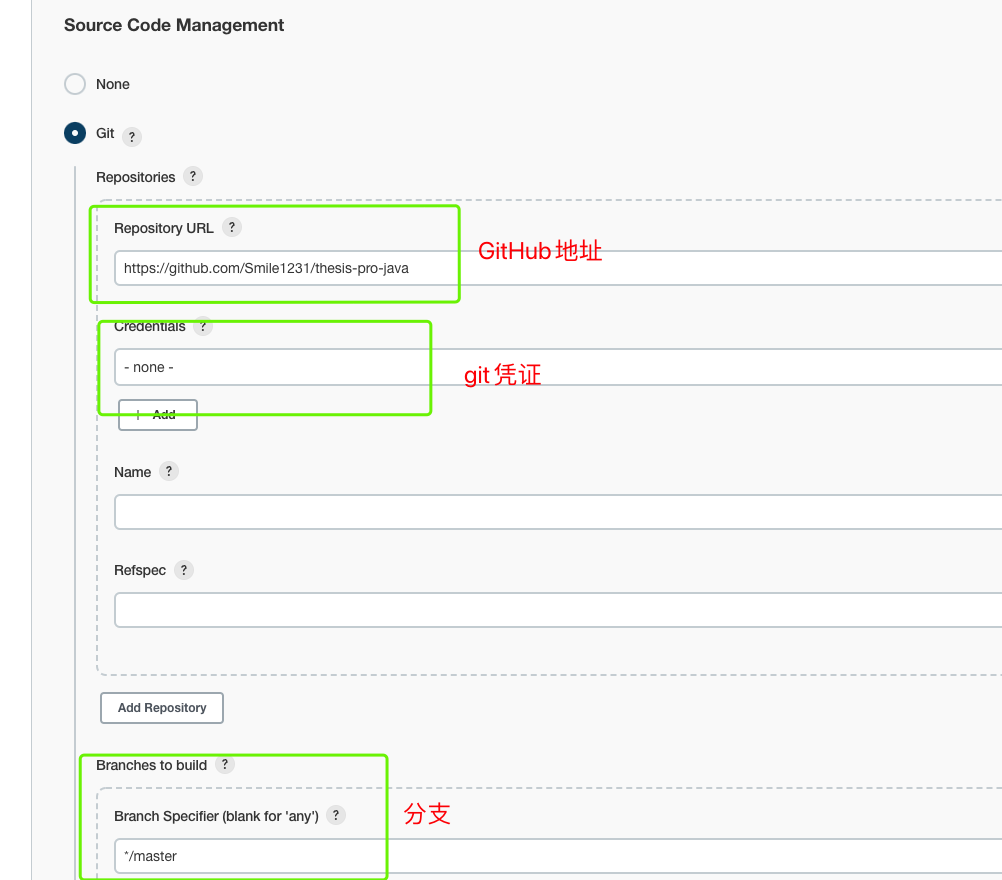 Source Code Management
None
Git ?
Repositories ?
Repository URL ?
GitHub地址
https://github.com/Smile1231/thesis-pro-java
Credentials ?
- none -
git凭证
+ Add
Name ?
Refspec ?
Add Repository
Branches to build ?
Branch Specifier (blank for 'any') ?
分支
*/master